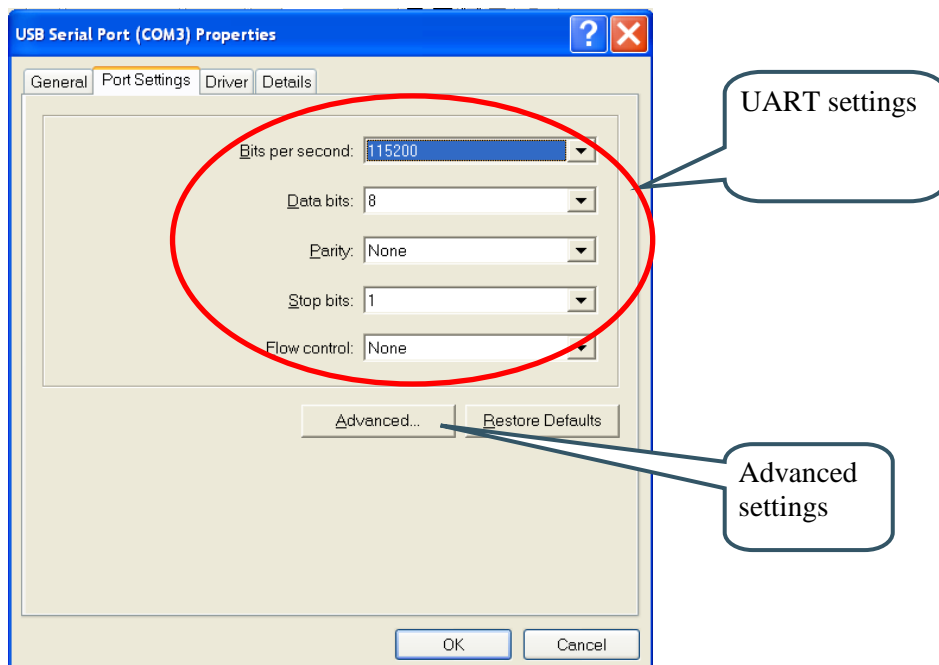 USB Serial Port (COM3) Properties
?
General Port Settings Driver Details
UART settings
Bits per second: 115200
Data bits: 8
Parity: None
Stop bits: 1
Flow control: None
Advanced... Restore Defaults
Advanced
settings
OK Cancel